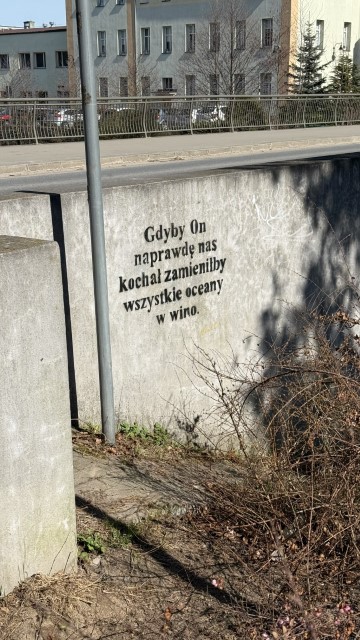 Gdyby On
naprawdę nas
kochał zamieniłby
wszystkie oceany
w wino.